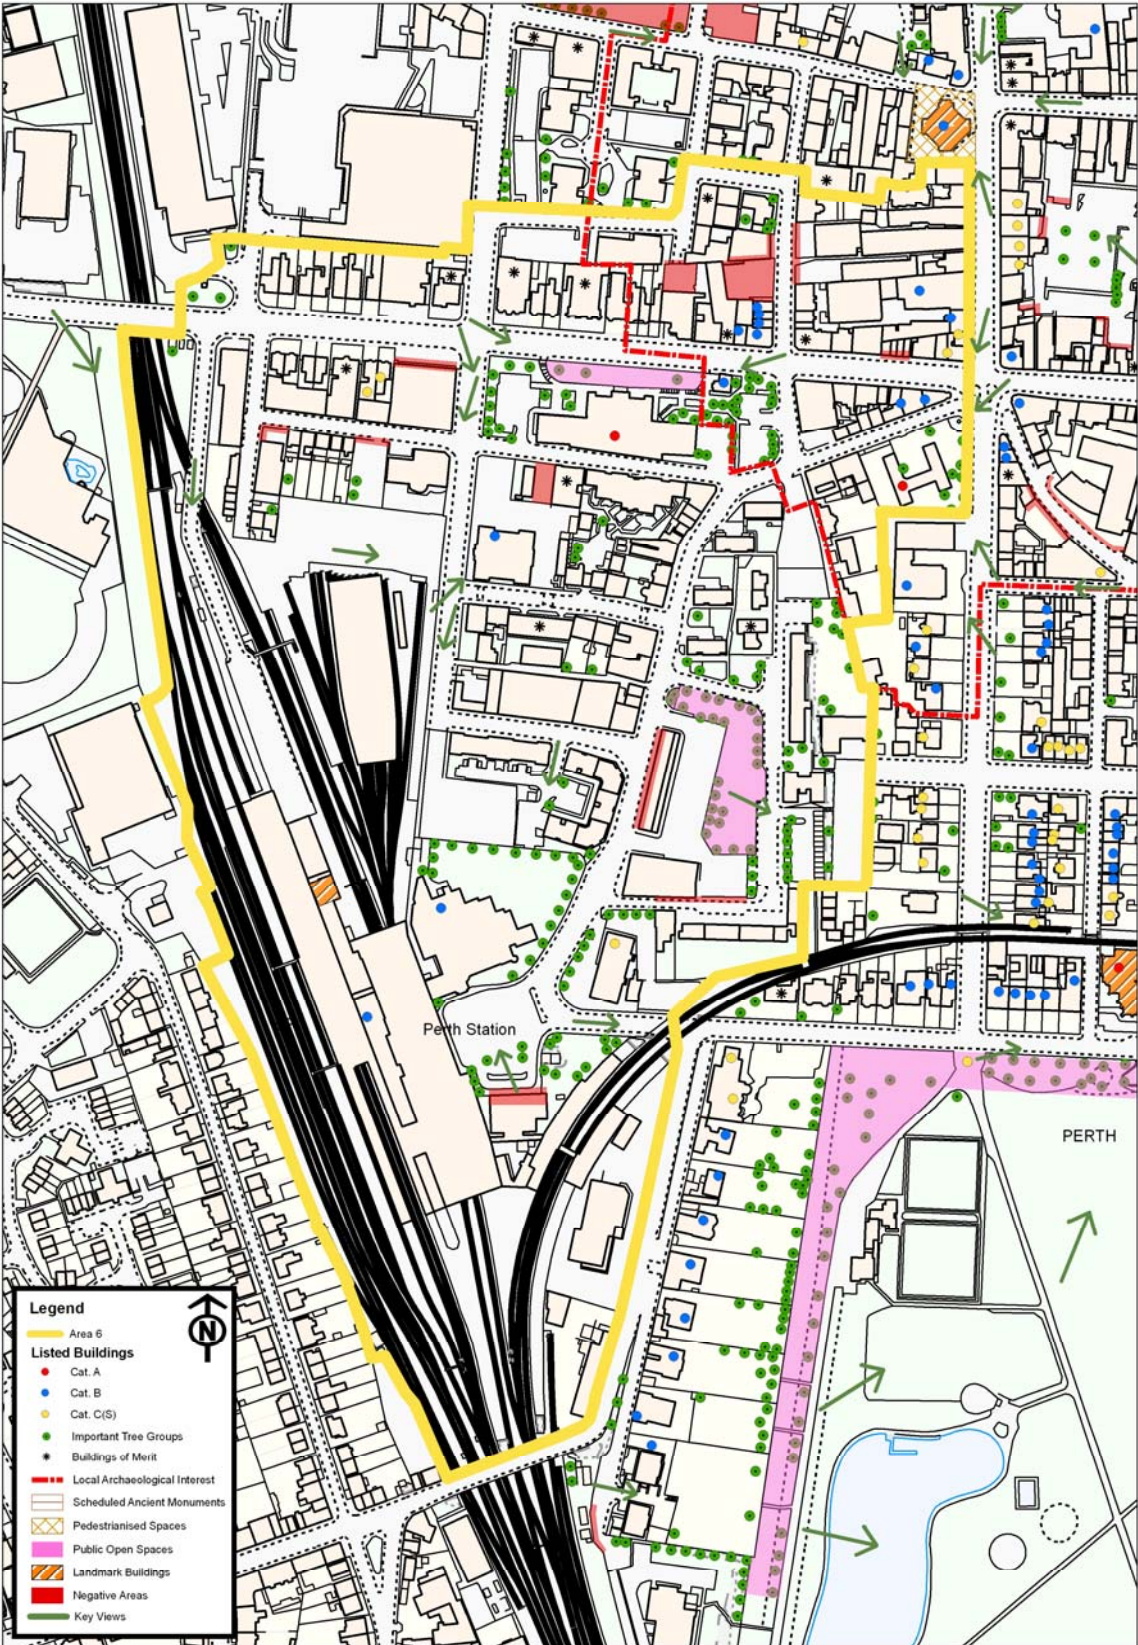 Perth Station
PERTH
Legend
N
Area 6
Listed Buildings
Cat. A
Cat. B
Cat. C(S)
Important Tree Groups
Buildings of Merit
Local Archaeological Interest
Scheduled Ancient Monuments
Pedestrianised Spaces
Public Open Spaces
Landmark Buildings
Negative Areas
Key Views